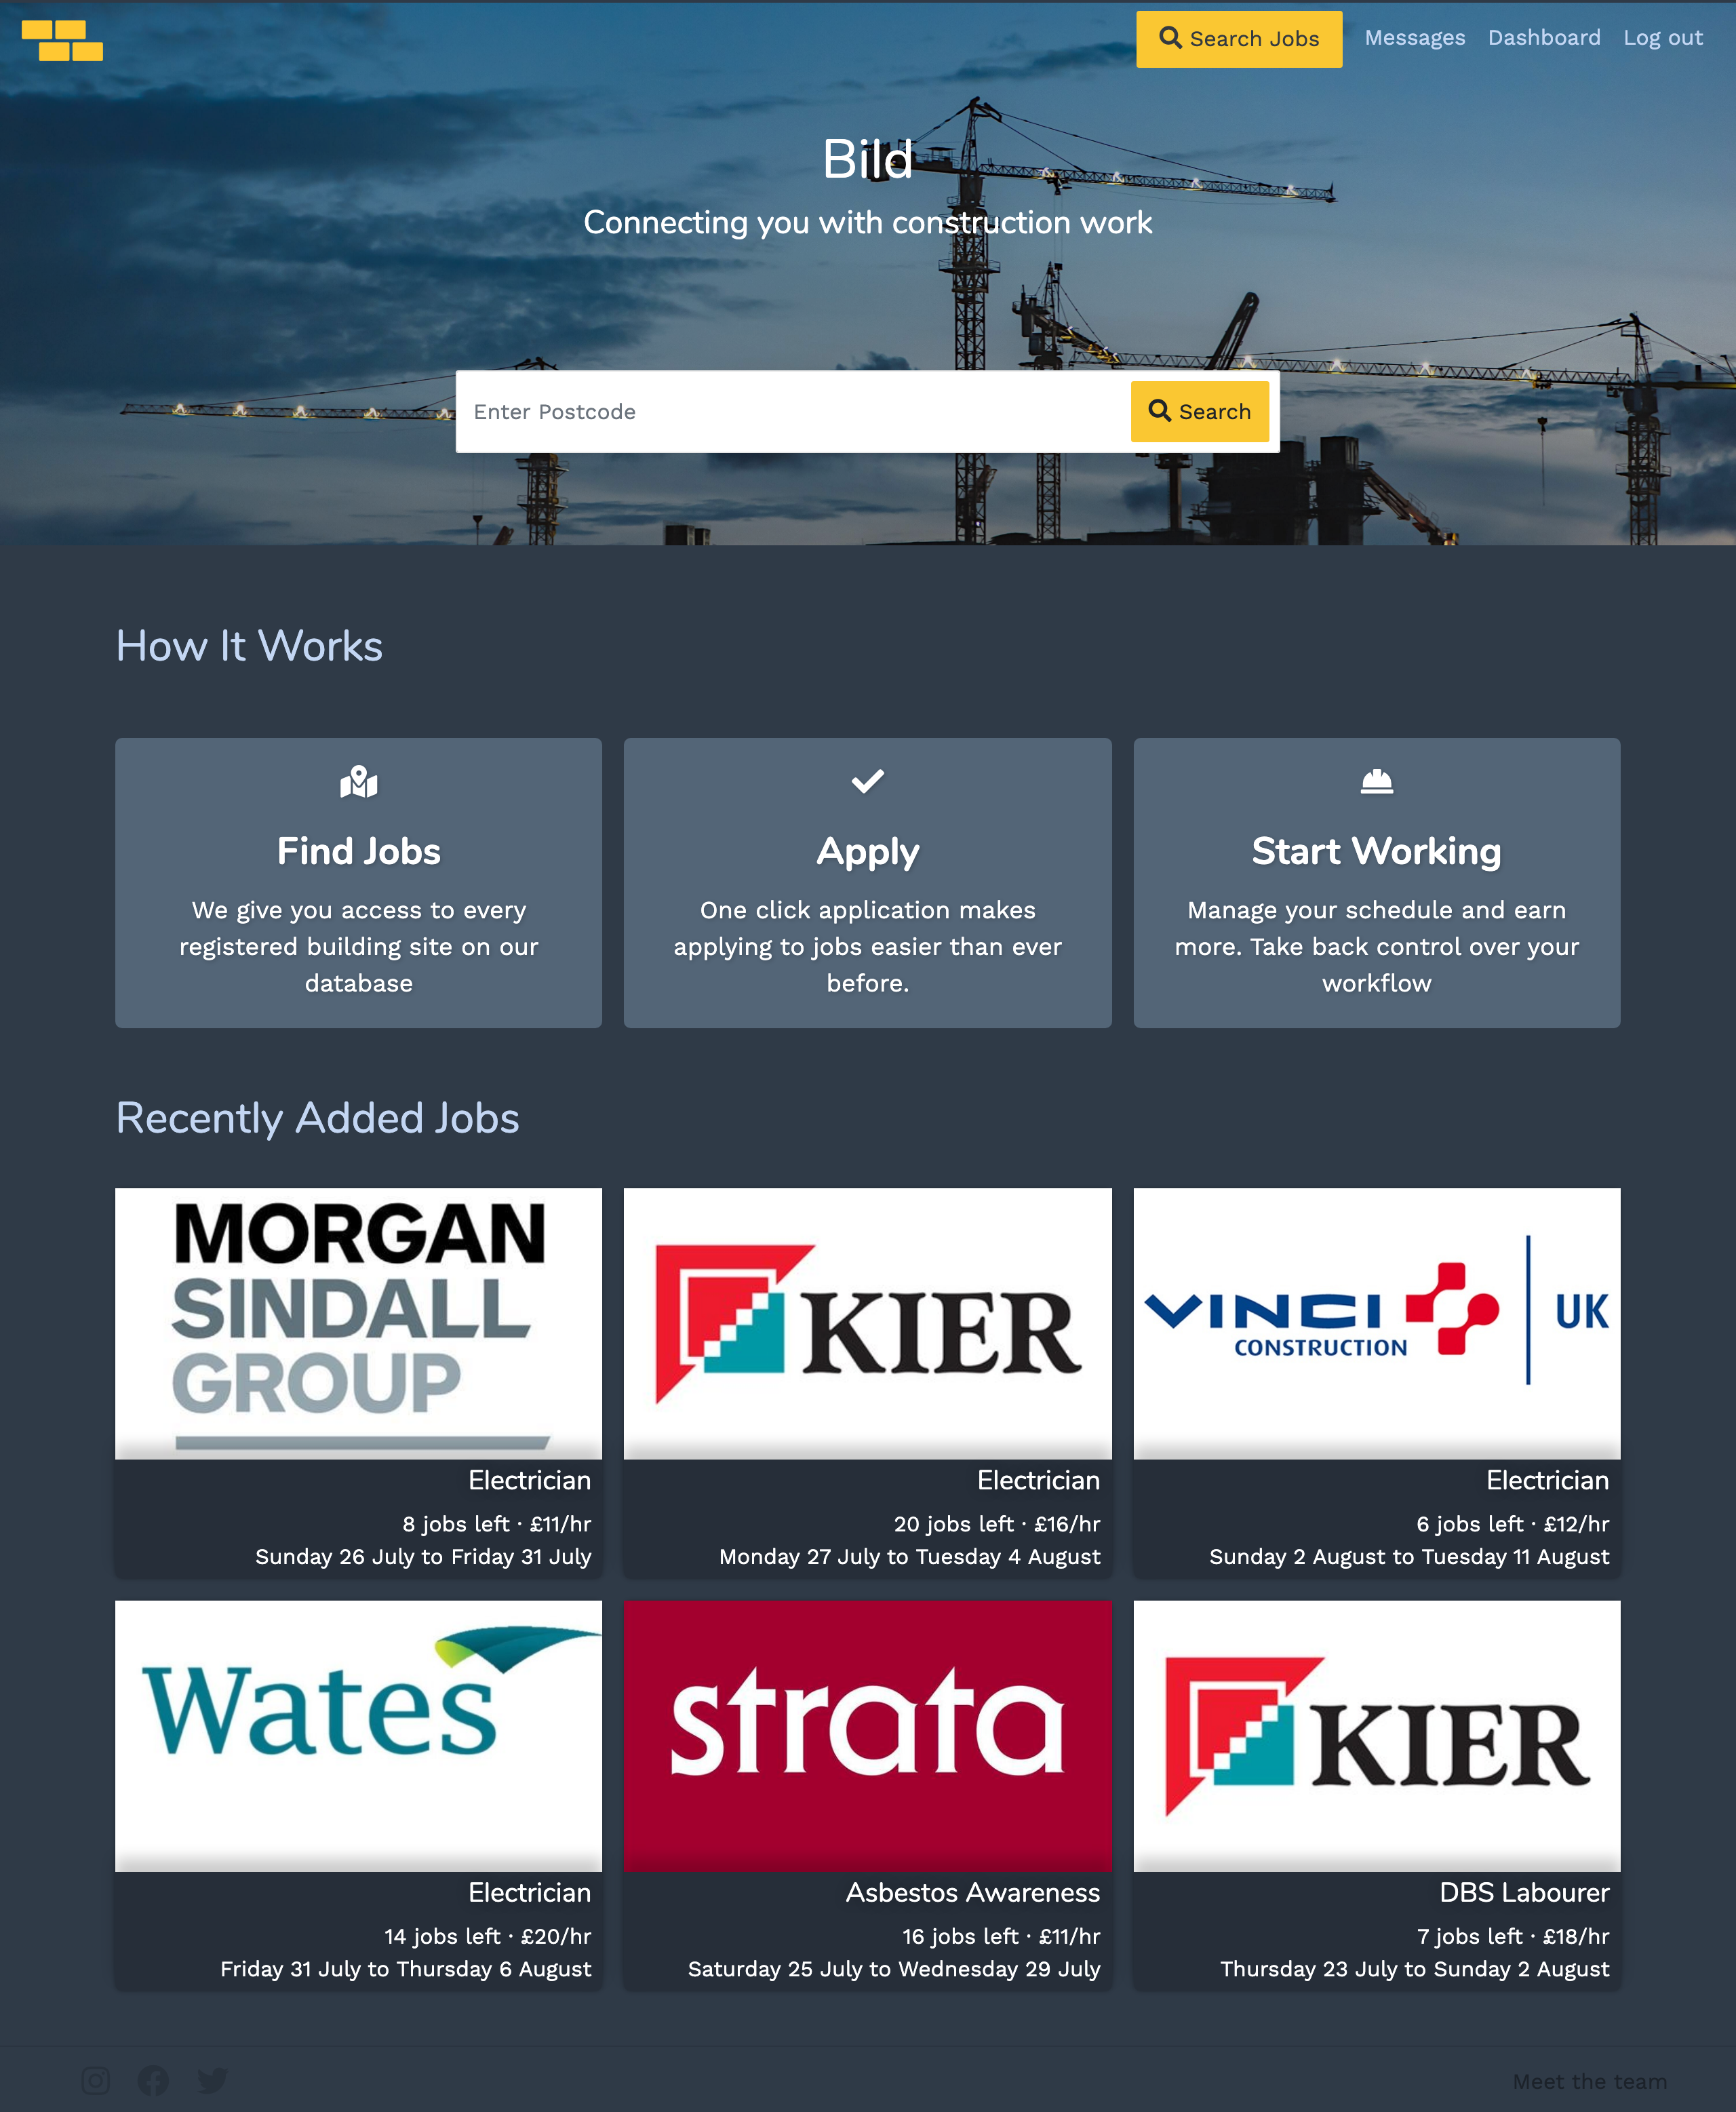 Search Jobs
Messages
Dashboard
Log out
Bild
Connecting you with construction work
Enter Postcode
Search
How It Works
Find Jobs
We give you access to every
registered building site on our
database
Apply
One click application makes
applying to jobs easier than ever
before.
Start Working
Manage your schedule and earn
more. Take back control over your
workflow
Recently Added Jobs
MORGAN
SINDALL
GROUP
Electrician
8 jobs left · £11/hr
Sunday 26 July to Friday 31 July
KIER
Electrician
20 jobs left · £16/hr
Monday 27 July to Tuesday 4 August
VINCI
CONSTRUCTION
UK
Electrician
6 jobs left · £12/hr
Sunday 2 August to Tuesday 11 August
Wates
Electrician
14 jobs left · £20/hr
Friday 31 July to Thursday 6 August
strata
Asbestos Awareness
16 jobs left · £11/hr
Saturday 25 July to Wednesday 29 July
KIER
DBS Labourer
7 jobs left · £18/hr
Thursday 23 July to Sunday 2 August
Meet the team